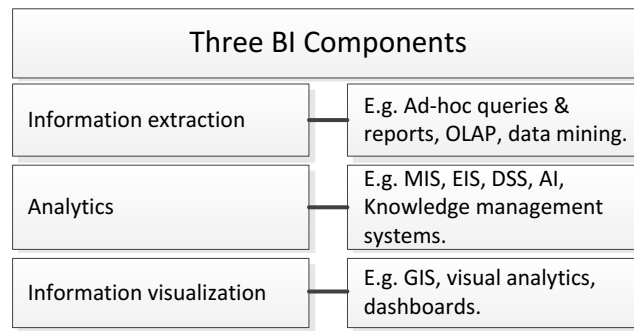 Three BI Components
Information extraction
E.g. Ad-hoc queries &
reports, OLAP, data mining.
Analytics
E.g. MIS, EIS, DSS, AI,
Knowledge management
systems.
Information visualization
E.g. GIS, visual analytics,
dashboards.